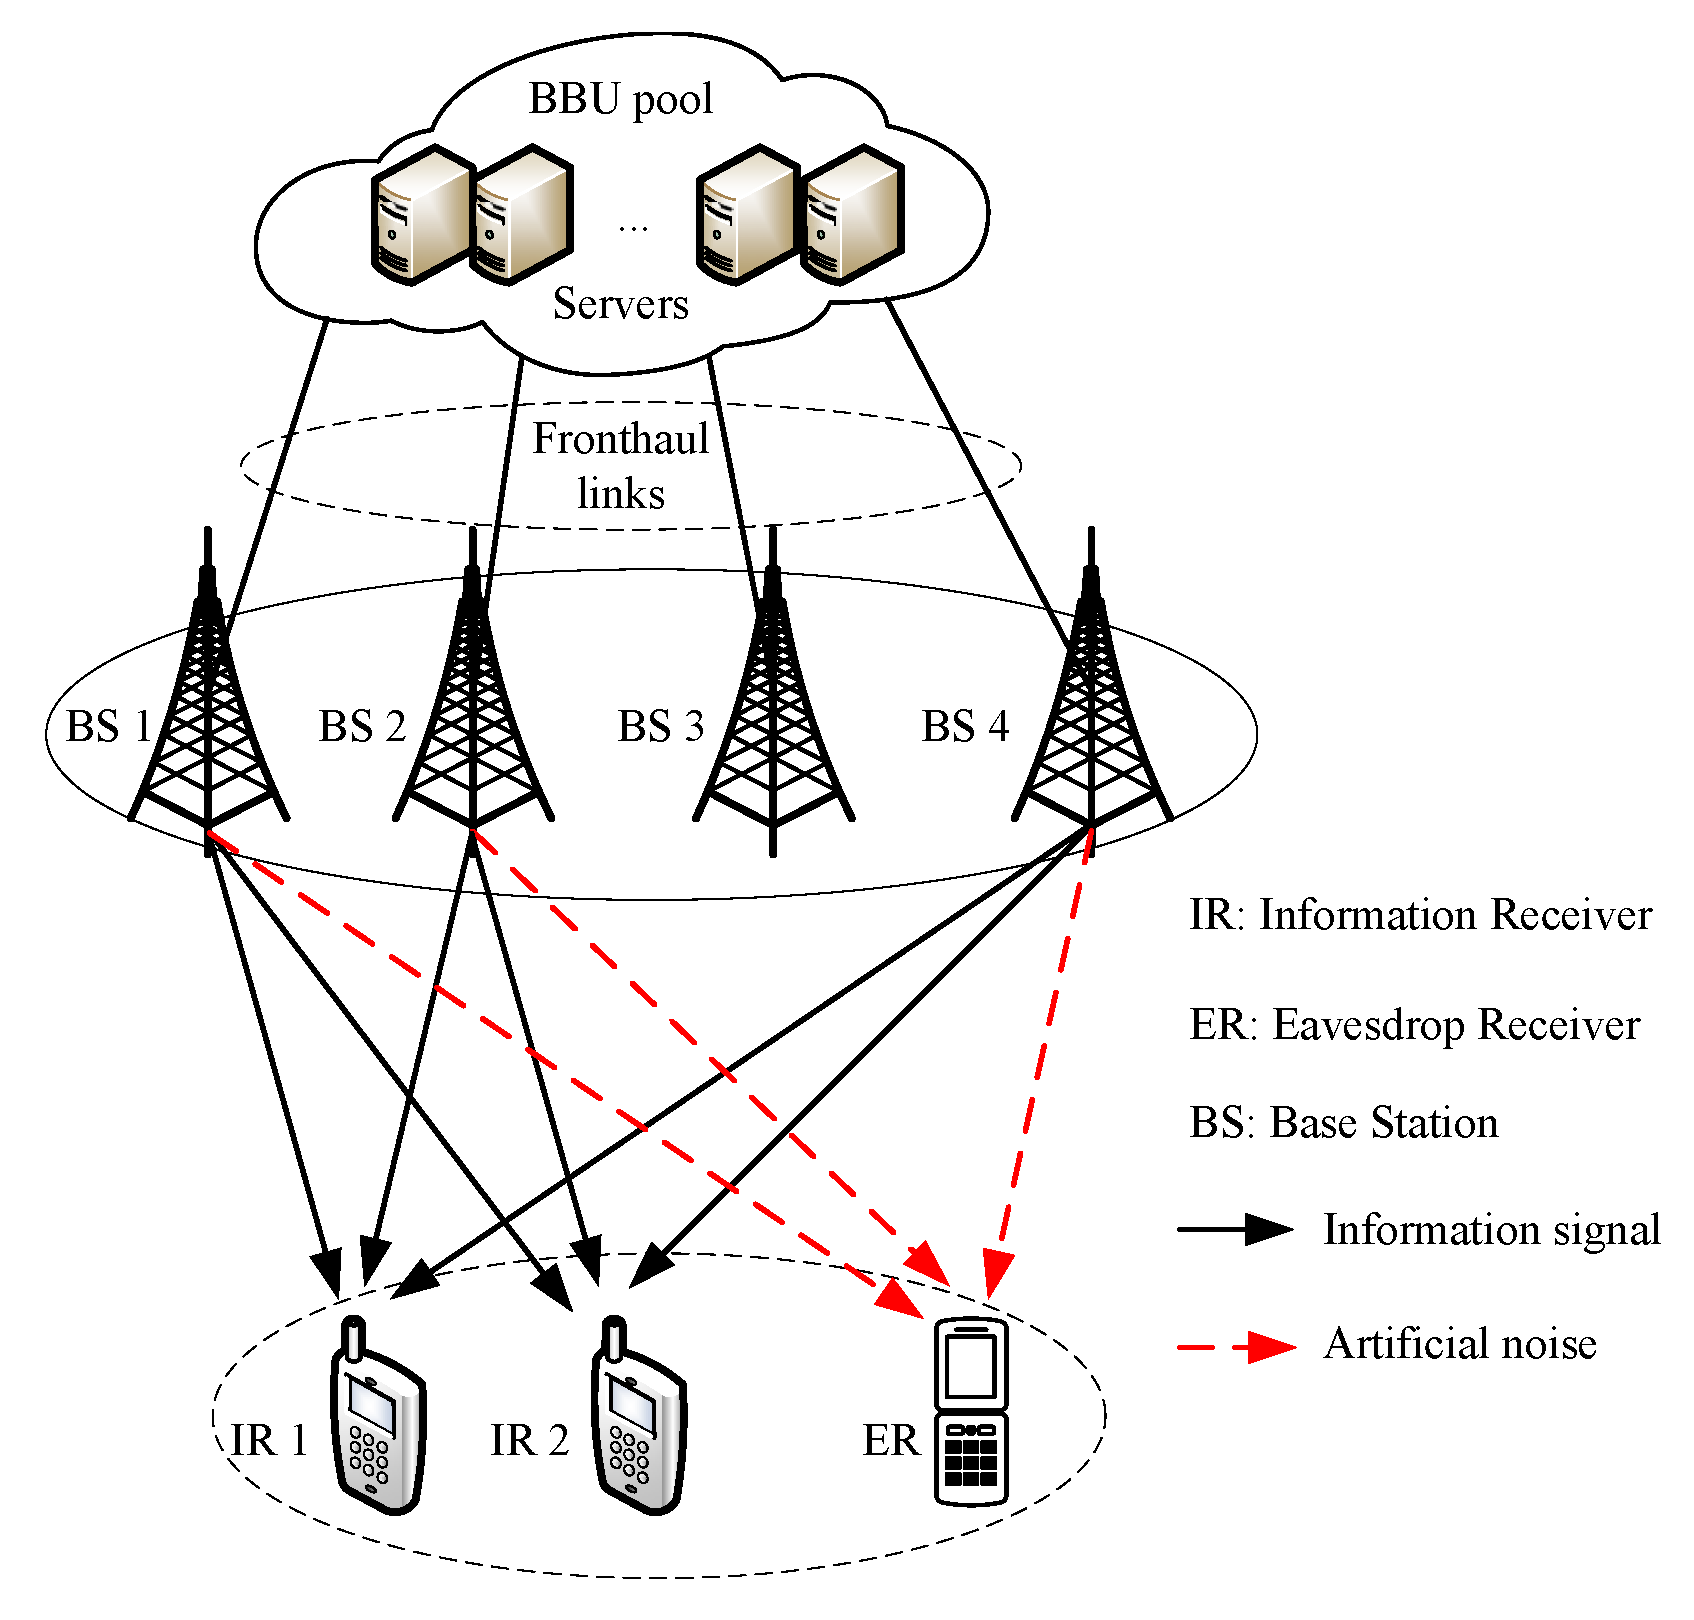 BBU pool
...
Servers
Fronthaul
links
BS 1
BS 2
BS 3
BS 4
IR: Information Receiver
ER: Eavesdrop Receiver
BS: Base Station
Information signal
Artificial noise
IR 1
IR 2
ER